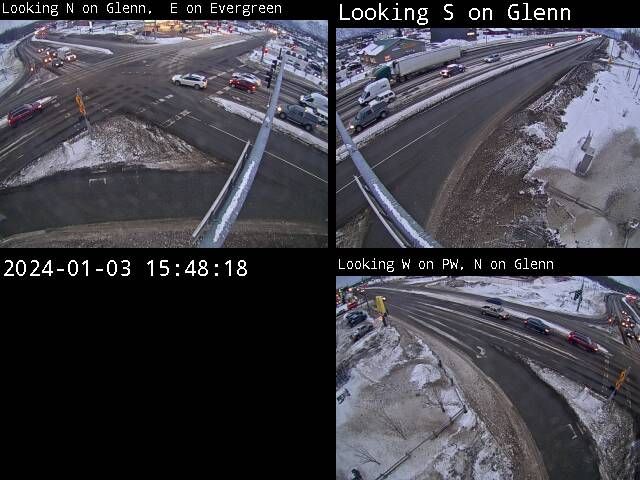 Looking N on Glenn,  E on Evergreen
Looking S on Glenn
2024-01-03 15:48:18
Looking W on PW, N on Glenn